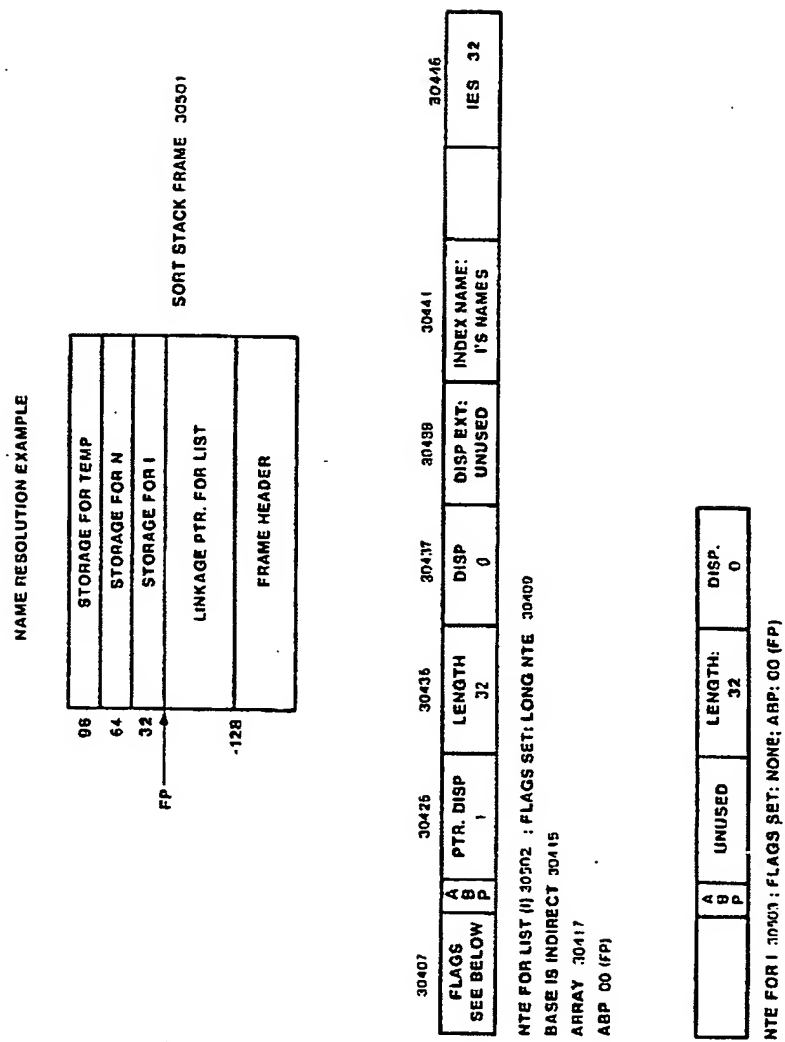 NAME RESOLUTION EXAMPLE
96
STORAGE FOR TEMP
64
STORAGE FOR N
32
STORAGE FOR I
FP
LINKAGE PTR. FOR LIST
SORT STACK FRAME 30501
-128
FRAME HEADER
30407
30425
30435
30437
30439
30441
30446
FLAGS
SEE BELOW
A
B
P
PTR. DISP
LENGTH
32
DISP
0
DISP EXT:
UNUSED
INDEX NAME:
I'S NAMES
IES 32
NTE FOR LIST (I) 30502 : FLAGS SET: LONG NTE 30409
BASE IS INDIRECT 30415
ARRAY 30417
ABP 00 (FP)
A
B
P
UNUSED
LENGTH:
32
DISP.
0
NTE FOR I 30503 : FLAGS SET: NONE; ABP: 00 (FP)